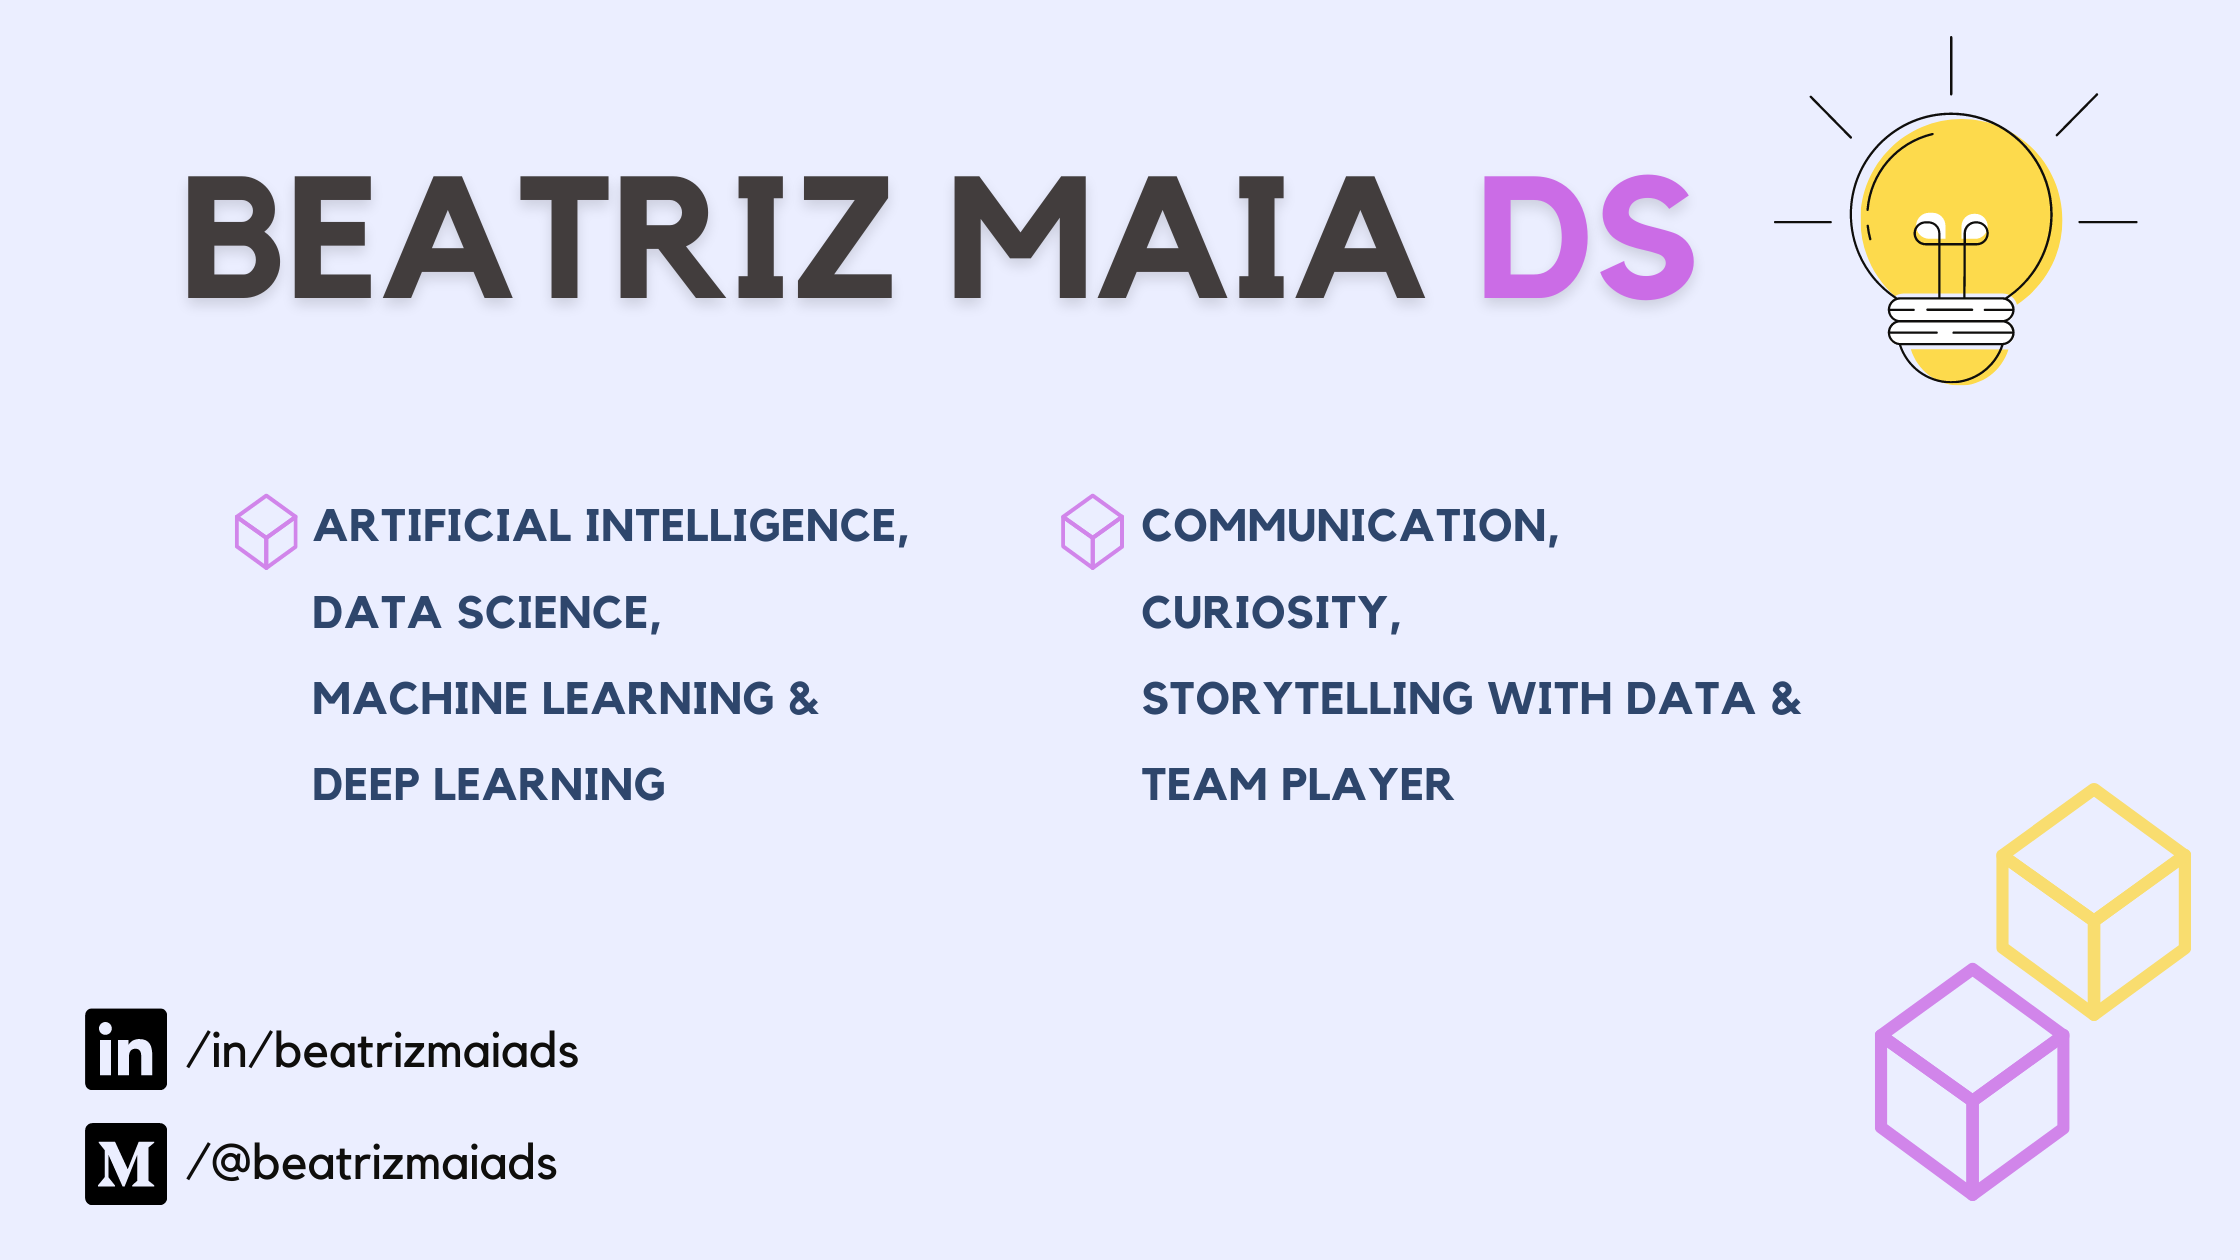 BEATRIZ MAIA DS
ARTIFICIAL INTELLIGENCE,
DATA SCIENCE,
MACHINE LEARNING &
DEEP LEARNING
COMMUNICATION,
CURIOSITY,
STORYTELLING WITH DATA &
TEAM PLAYER
in /in/beatrizmaiads
M /@beatrizmaiads